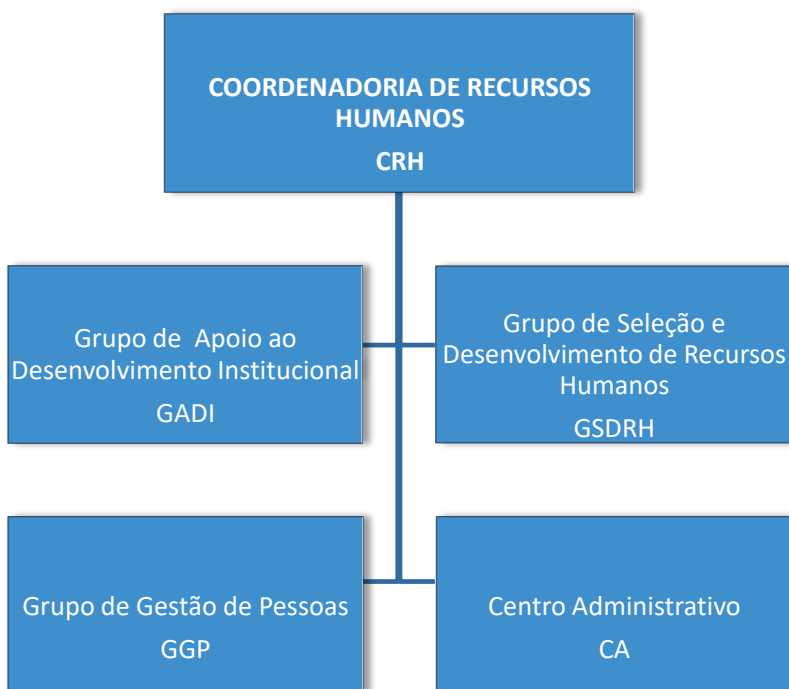 COORDENADORIA DE RECURSOS
HUMANOS
CRH
Grupo de Apoio ao
Desenvolvimento Institucional
GADI
Grupo de Seleção e
Desenvolvimento de Recursos
Humanos
GSDRH
Grupo de Gestão de Pessoas
GGP
Centro Administrativo
CA